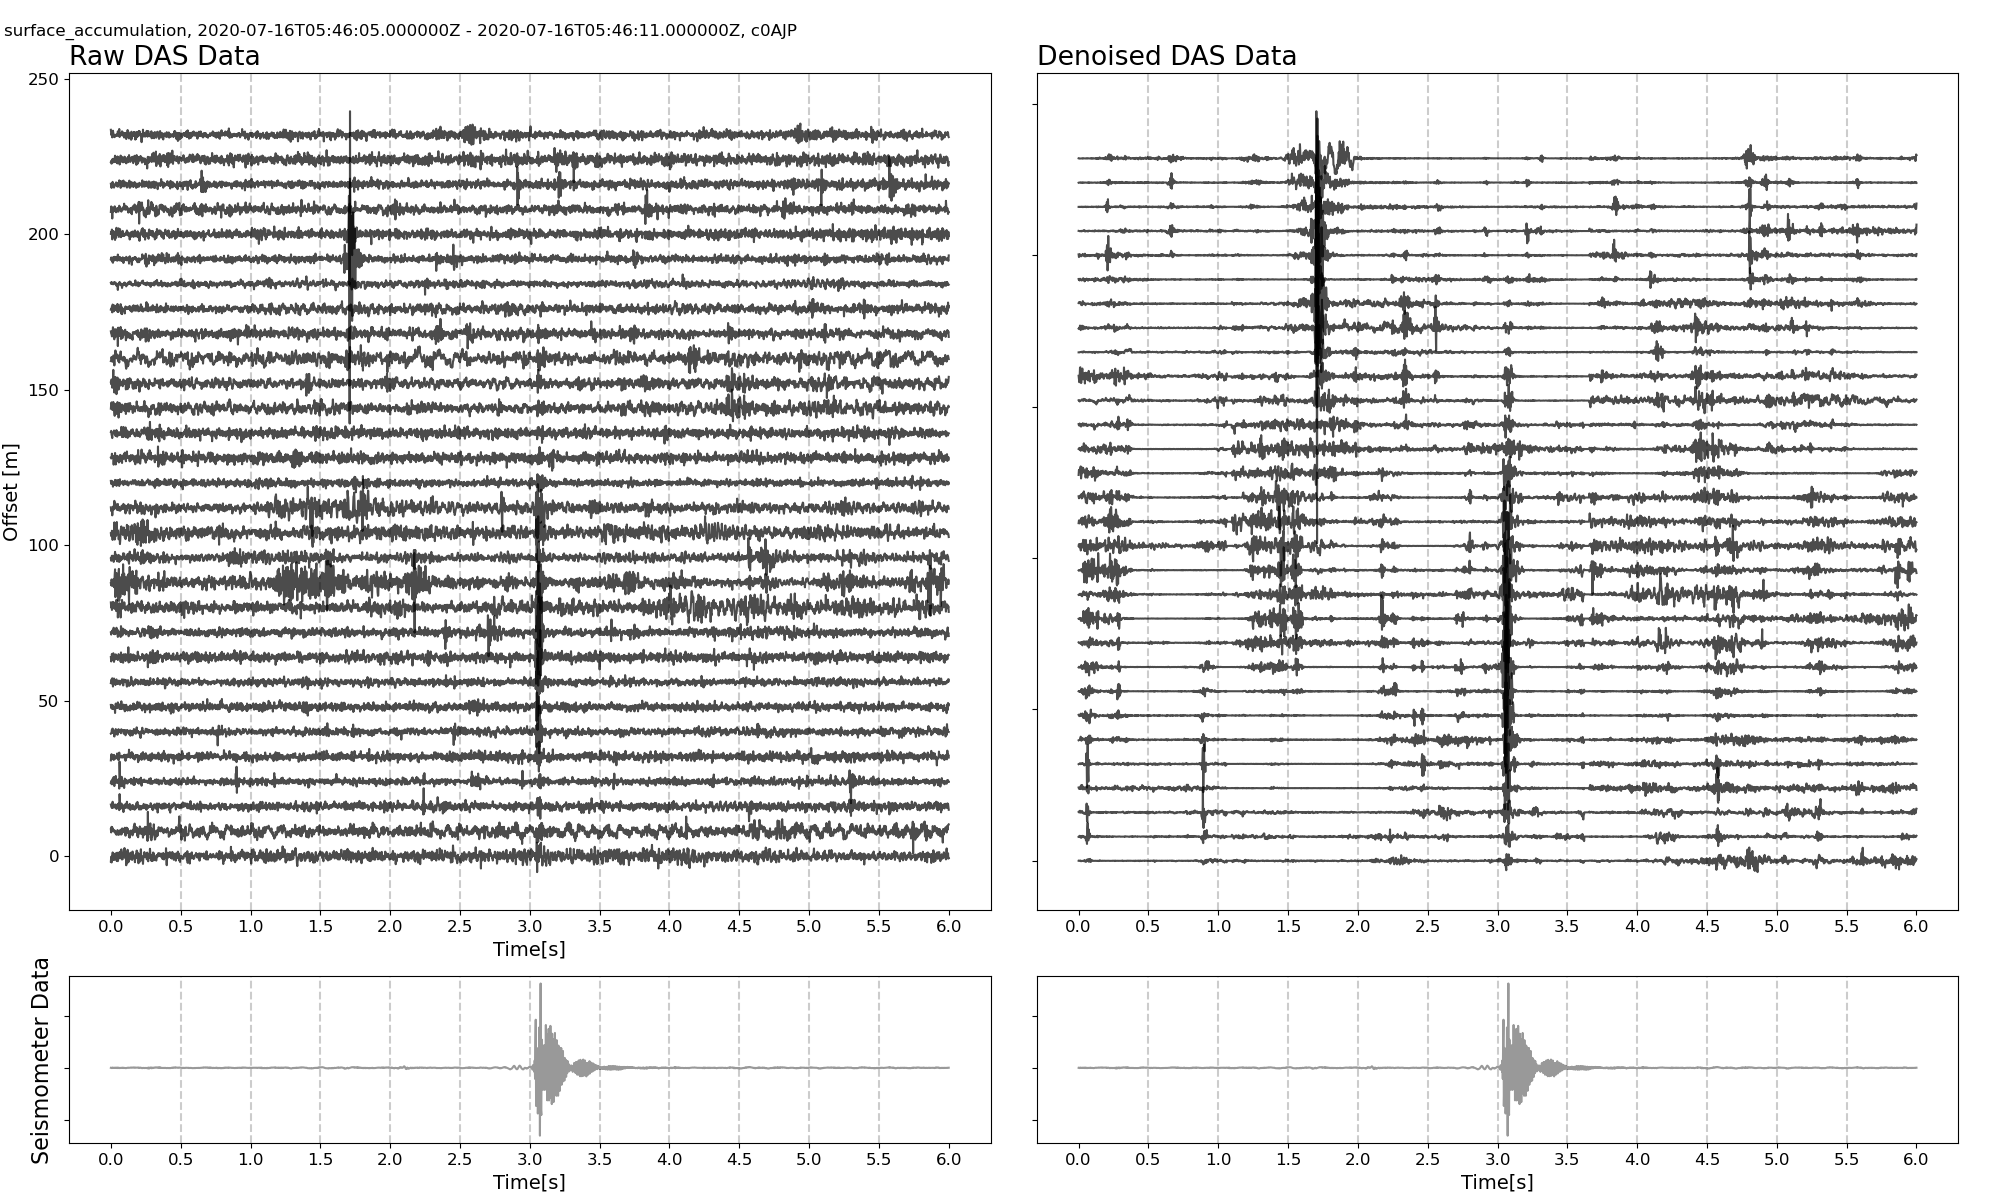 surface_accumulation, 2020-07-16T05:46:05.000000Z - 2020-07-16T05:46:11.000000Z, c0AJP
Raw DAS Data
Denoised DAS Data
Offset [m]
250
200
150
100
50
0
0.0 0.5 1.0 1.5 2.0 2.5 3.0 3.5 4.0 4.5 5.0 5.5 6.0
Time[s]
0.0 0.5 1.0 1.5 2.0 2.5 3.0 3.5 4.0 4.5 5.0 5.5 6.0
Seismometer Data
0.0 0.5 1.0 1.5 2.0 2.5 3.0 3.5 4.0 4.5 5.0 5.5 6.0
Time[s]
0.0 0.5 1.0 1.5 2.0 2.5 3.0 3.5 4.0 4.5 5.0 5.5 6.0
Time[s]